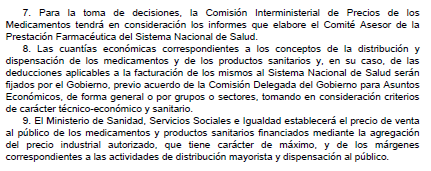 7. Para la toma de decisiones, la Comisión Interministerial de Precios de los
Medicamentos tendrá en consideración los informes que elabore el Comité Asesor de la
Prestación Farmacéutica del Sistema Nacional de Salud.
8. Las cuantías económicas correspondientes a los conceptos de la distribución y
dispensación de los medicamentos y de los productos sanitarios y, en su caso, de las
deducciones aplicables a la facturación de los mismos al Sistema Nacional de Salud serán
fijados por el Gobierno, previo acuerdo de la Comisión Delegada del Gobierno para Asuntos
Económicos, de forma general o por grupos o sectores, tomando en consideración criterios
de carácter técnico-económico y sanitario.
9. El Ministerio de Sanidad, Servicios Sociales e Igualdad establecerá el precio de venta
al público de los medicamentos y productos sanitarios financiados mediante la agregación
del precio industrial autorizado, que tiene carácter de máximo, y de los márgenes
correspondientes a las actividades de distribución mayorista y dispensación al público.